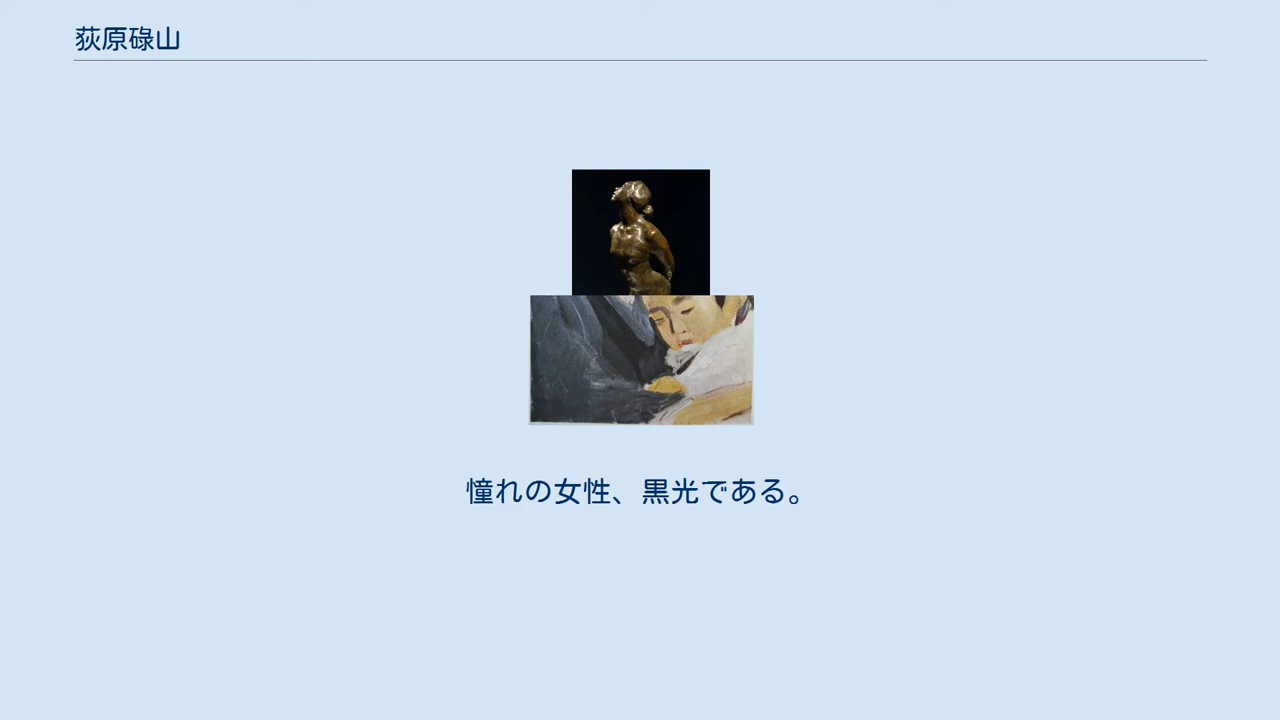 荻原碌山
憧れの女性、黒光である。